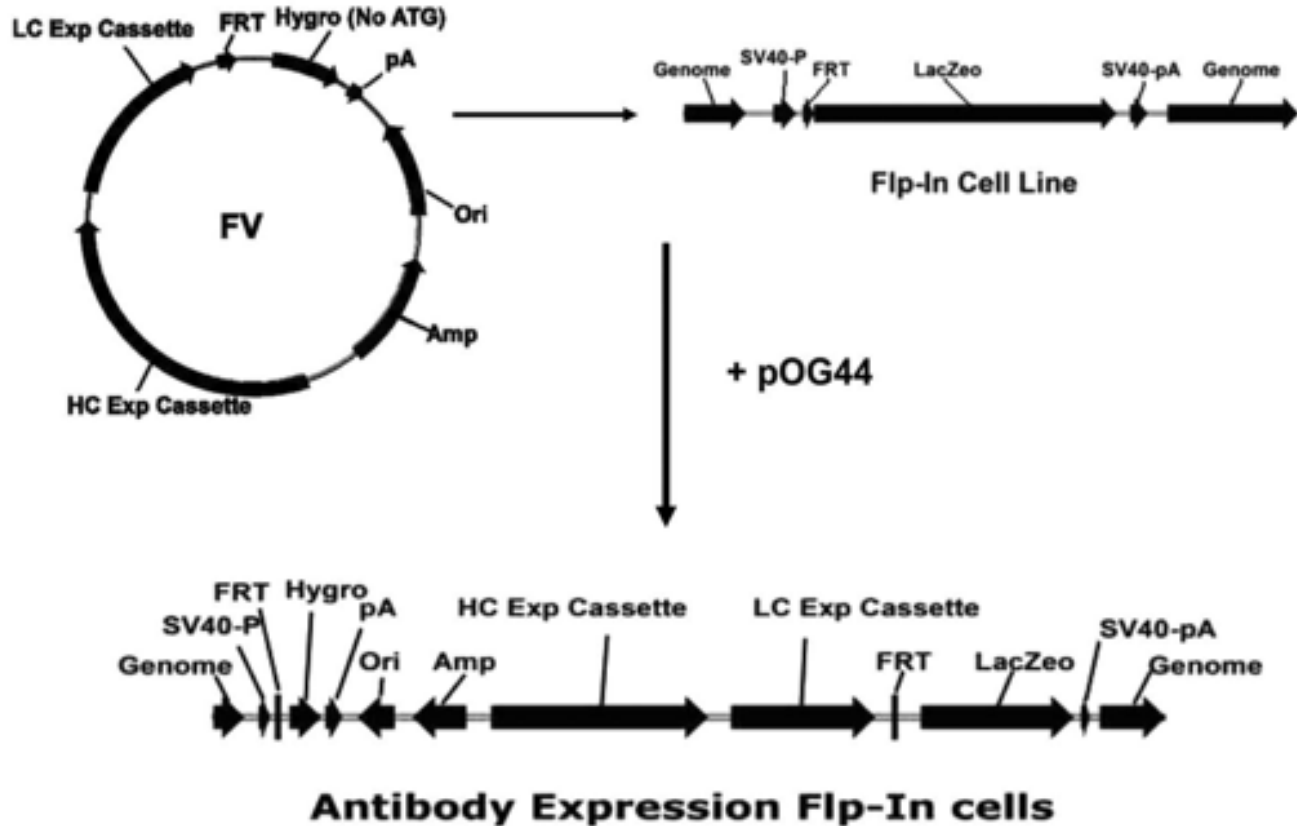 LC Exp Cassette
FRT
Hygro (No ATG)
pA
FV
Ori
Amp
HC Exp Cassette
Genome
SV40-P
FRT
LacZeo
SV40-pA
Genome
Flp-In Cell Line
+ pOG44
Genome
SV40-P
FRT
Hygro
pA
Ori
Amp
HC Exp Cassette
LC Exp Cassette
FRT
LacZeo
SV40-pA
Genome
Antibody Expression Flp-In cells